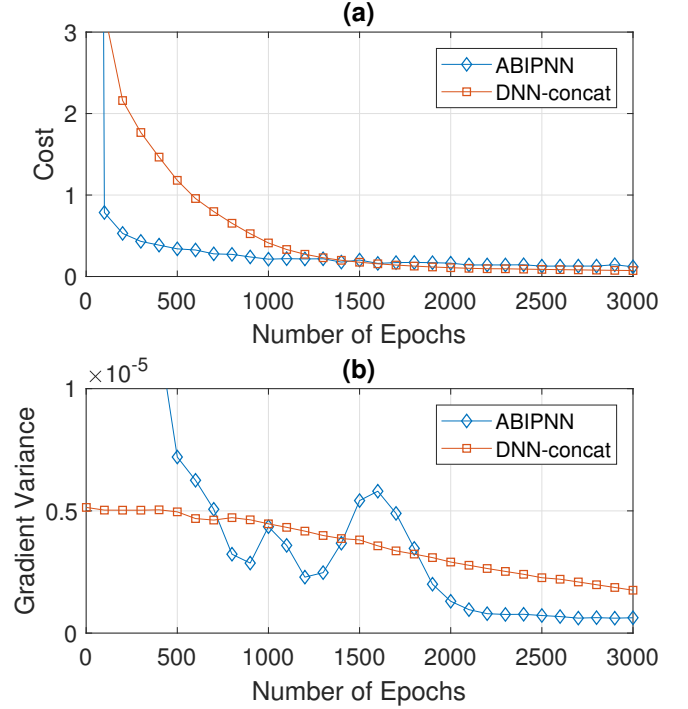 (a)
3
2
1
0
Cost
ABIPNN
DNN-concat
0 500 1000 1500 2000 2500 3000
Number of Epochs
(b)
×10-5
1
0.5
0
Gradient Variance
ABIPNN
DNN-concat
0 500 1000 1500 2000 2500 3000
Number of Epochs